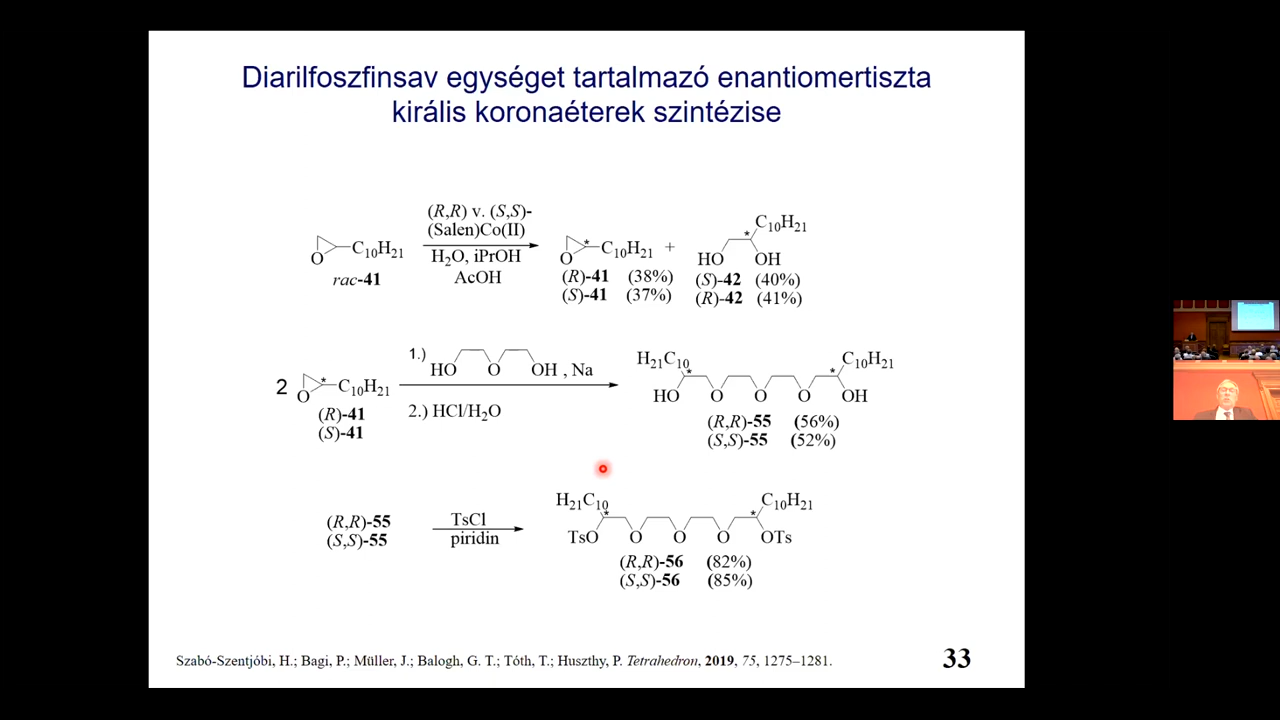 Diarilfoszfinsav egységet tartalmazó enantiomertiszta
királis koronaéterek szintézise
(R,R) v. (S,S)-
(Salen)Co(II)
H₂O, iPrOH
AcOH
O
C₁₀H₂₁
rac-41
O
*
C₁₀H₂₁
+
(R)-41 (38%)
(S)-41 (37%)
C₁₀H₂₁
*
HO OH
(S)-42 (40%)
(R)-42 (41%)
2
O
*
C₁₀H₂₁
(R)-41
(S)-41
1.)
HO O OH , Na
2.) HCl/H₂O
H₂₁C₁₀ C₁₀H₂₁
* *
HO O O O OH
(R,R)-55 (56%)
(S,S)-55 (52%)
(R,R)-55
(S,S)-55
TsCl
piridin
H₂₁C₁₀ C₁₀H₂₁
* *
TsO O O O OTs
(R,R)-56 (82%)
(S,S)-56 (85%)
Szabó-Szentjóbi, H.; Bagi, P.; Müller, J.; Balogh, G. T.; Tóth, T.; Huszthy, P. Tetrahedron, 2019, 75, 1275–1281.
33